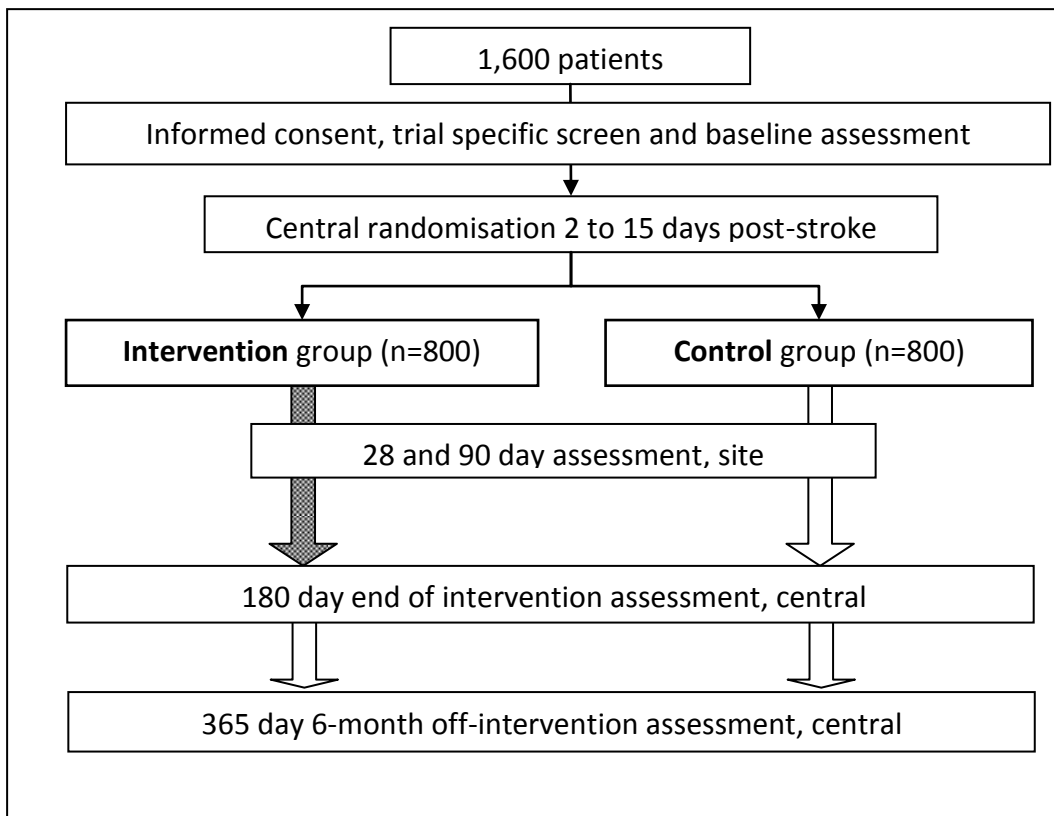 1,600 patients
Informed consent, trial specific screen and baseline assessment
Central randomisation 2 to 15 days post-stroke
Intervention group (n=800)
Control group (n=800)
28 and 90 day assessment, site
180 day end of intervention assessment, central
365 day 6-month off-intervention assessment, central